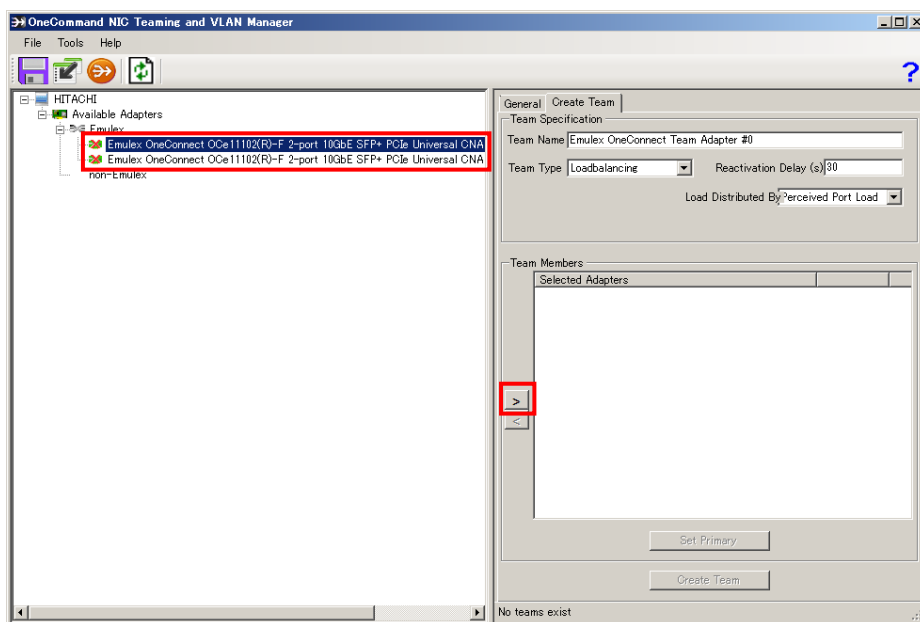 OneCommand NIC Teaming and VLAN Manager
File Tools Help
?
HITACHI
Available Adapters
Emulex
Emulex OneConnect OCe11102(R)-F 2-port 10GbE SFP+ PCIe Universal CNA
Emulex OneConnect OCe11102(R)-F 2-port 10GbE SFP+ PCIe Universal CNA
non-Emulex
General Create Team
Team Specification
Team Name Emulex OneConnect Team Adapter #0
Team Type Loadbalancing Reactivation Delay (s) 30
Load Distributed By Perceived Port Load
Team Members
Selected Adapters
>
<
Set Primary
Create Team
No teams exist